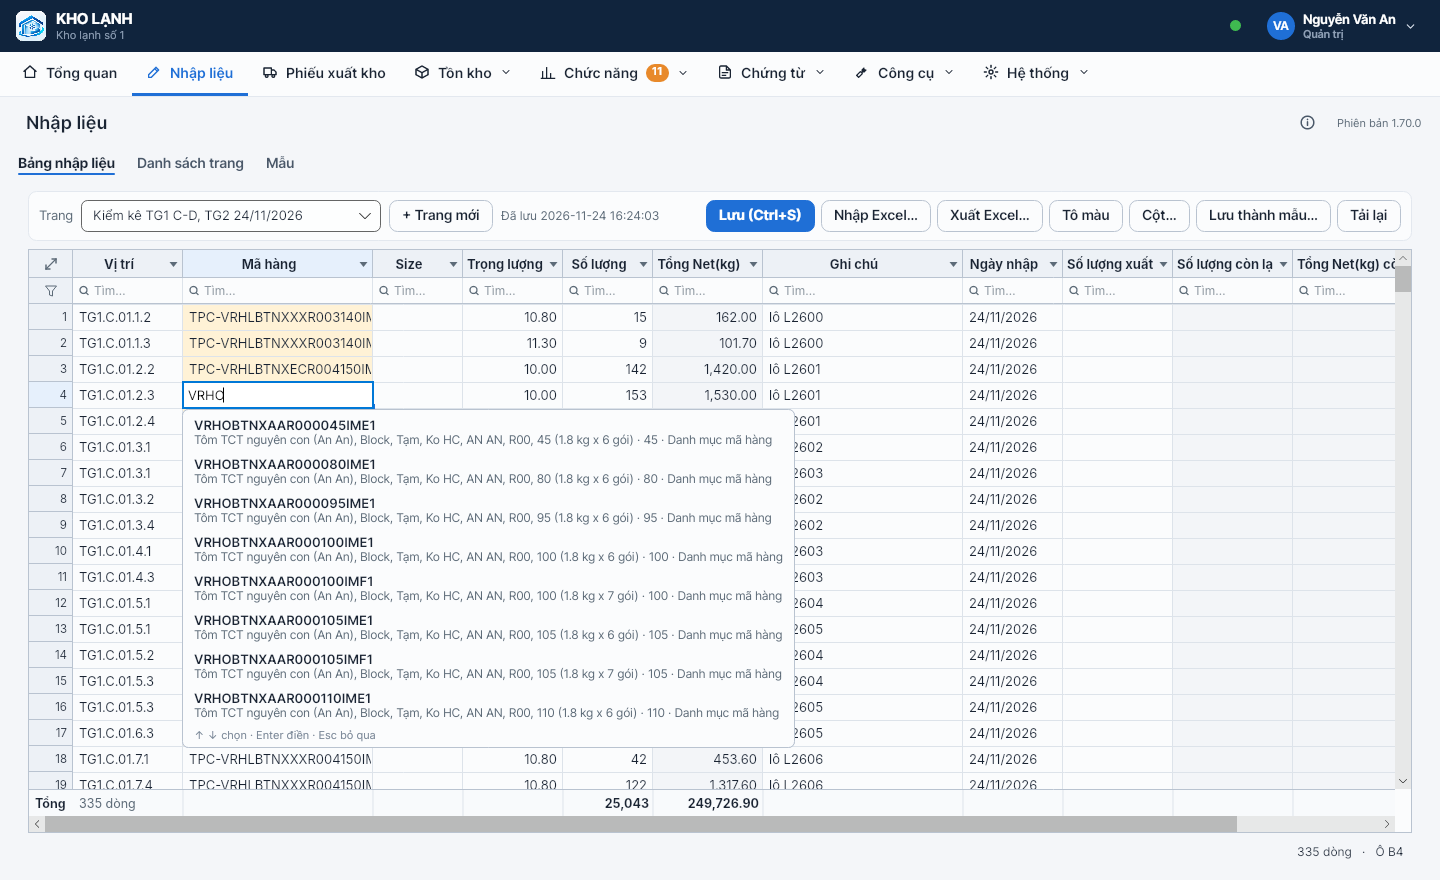 KHO LẠNH
Kho lạnh số 1
VA
Nguyễn Văn An
Quản trị
Tổng quan
Nhập liệu
Phiếu xuất kho
Tồn kho
Chức năng 11
Chứng từ
Công cụ
Hệ thống
Nhập liệu
Phiên bản 1.70.0
Bảng nhập liệu Danh sách trang Mẫu
Trang Kiểm kê TG1 C-D, TG2 24/11/2026 + Trang mới Đã lưu 2026-11-24 16:24:03 Lưu (Ctrl+S) Nhập Excel... Xuất Excel... Tô màu Cột... Lưu thành mẫu... Tải lại
Vị trí Mã hàng Size Trọng lượng Số lượng Tổng Net(kg) Ghi chú Ngày nhập Số lượng xuất Số lượng còn lạ Tổng Net(kg) cò
Tìm... Tìm... Tìm... Tìm... Tìm... Tìm... Tìm... Tìm... Tìm... Tìm... Tìm...
1 TG1.C.01.1.2 TPC-VRHLBTNXXXR003140IM 10.80 15 162.00 lô L2600 24/11/2026
2 TG1.C.01.1.3 TPC-VRHLBTNXXXR003140IM 11.30 9 101.70 lô L2600 24/11/2026
3 TG1.C.01.2.2 TPC-VRHLBTNXECR004150IM 10.00 142 1,420.00 lô L2601 24/11/2026
4 TG1.C.01.2.3 VRHO 10.00 153 1,530.00 lô L2601 24/11/2026
5 TG1.C.01.2.4 2601 24/11/2026
6 TG1.C.01.3.1 2602 24/11/2026
7 TG1.C.01.3.1 2603 24/11/2026
8 TG1.C.01.3.2 2602 24/11/2026
9 TG1.C.01.3.4 2602 24/11/2026
10 TG1.C.01.4.1 2603 24/11/2026
11 TG1.C.01.4.3 2603 24/11/2026
12 TG1.C.01.5.1 2604 24/11/2026
13 TG1.C.01.5.1 2605 24/11/2026
14 TG1.C.01.5.2 2604 24/11/2026
15 TG1.C.01.5.3 2604 24/11/2026
16 TG1.C.01.5.3 2605 24/11/2026
17 TG1.C.01.6.3 2605 24/11/2026
VRHOBTNXAAR000045IME1
Tôm TCT nguyên con (An An), Block, Tạm, Ko HC, AN AN, R00, 45 (1.8 kg x 6 gói) · 45 · Danh mục mã hàng
VRHOBTNXAAR000080IME1
Tôm TCT nguyên con (An An), Block, Tạm, Ko HC, AN AN, R00, 80 (1.8 kg x 6 gói) · 80 · Danh mục mã hàng
VRHOBTNXAAR000095IME1
Tôm TCT nguyên con (An An), Block, Tạm, Ko HC, AN AN, R00, 95 (1.8 kg x 6 gói) · 95 · Danh mục mã hàng
VRHOBTNXAAR000100IME1
Tôm TCT nguyên con (An An), Block, Tạm, Ko HC, AN AN, R00, 100 (1.8 kg x 6 gói) · 100 · Danh mục mã hàng
VRHOBTNXAAR000100IMF1
Tôm TCT nguyên con (An An), Block, Tạm, Ko HC, AN AN, R00, 100 (1.8 kg x 7 gói) · 100 · Danh mục mã hàng
VRHOBTNXAAR000105IME1
Tôm TCT nguyên con (An An), Block, Tạm, Ko HC, AN AN, R00, 105 (1.8 kg x 6 gói) · 105 · Danh mục mã hàng
VRHOBTNXAAR000105IMF1
Tôm TCT nguyên con (An An), Block, Tạm, Ko HC, AN AN, R00, 105 (1.8 kg x 7 gói) · 105 · Danh mục mã hàng
VRHOBTNXAAR000110IME1
Tôm TCT nguyên con (An An), Block, Tạm, Ko HC, AN AN, R00, 110 (1.8 kg x 6 gói) · 110 · Danh mục mã hàng
↑ ↓ chọn · Enter điền · Esc bỏ qua
18 TG1.C.01.7.1 TPC-VRHLBTNXXXR004150IM 10.80 42 453.60 lô L2606 24/11/2026
19 TG1.C.01.7.4 TPC-VRHLBTNXXXR004150IM 10.80 122 1,317.60 lô L2606 24/11/2026
Tổng 335 dòng 25,043 249,726.90
335 dòng · Ô B4